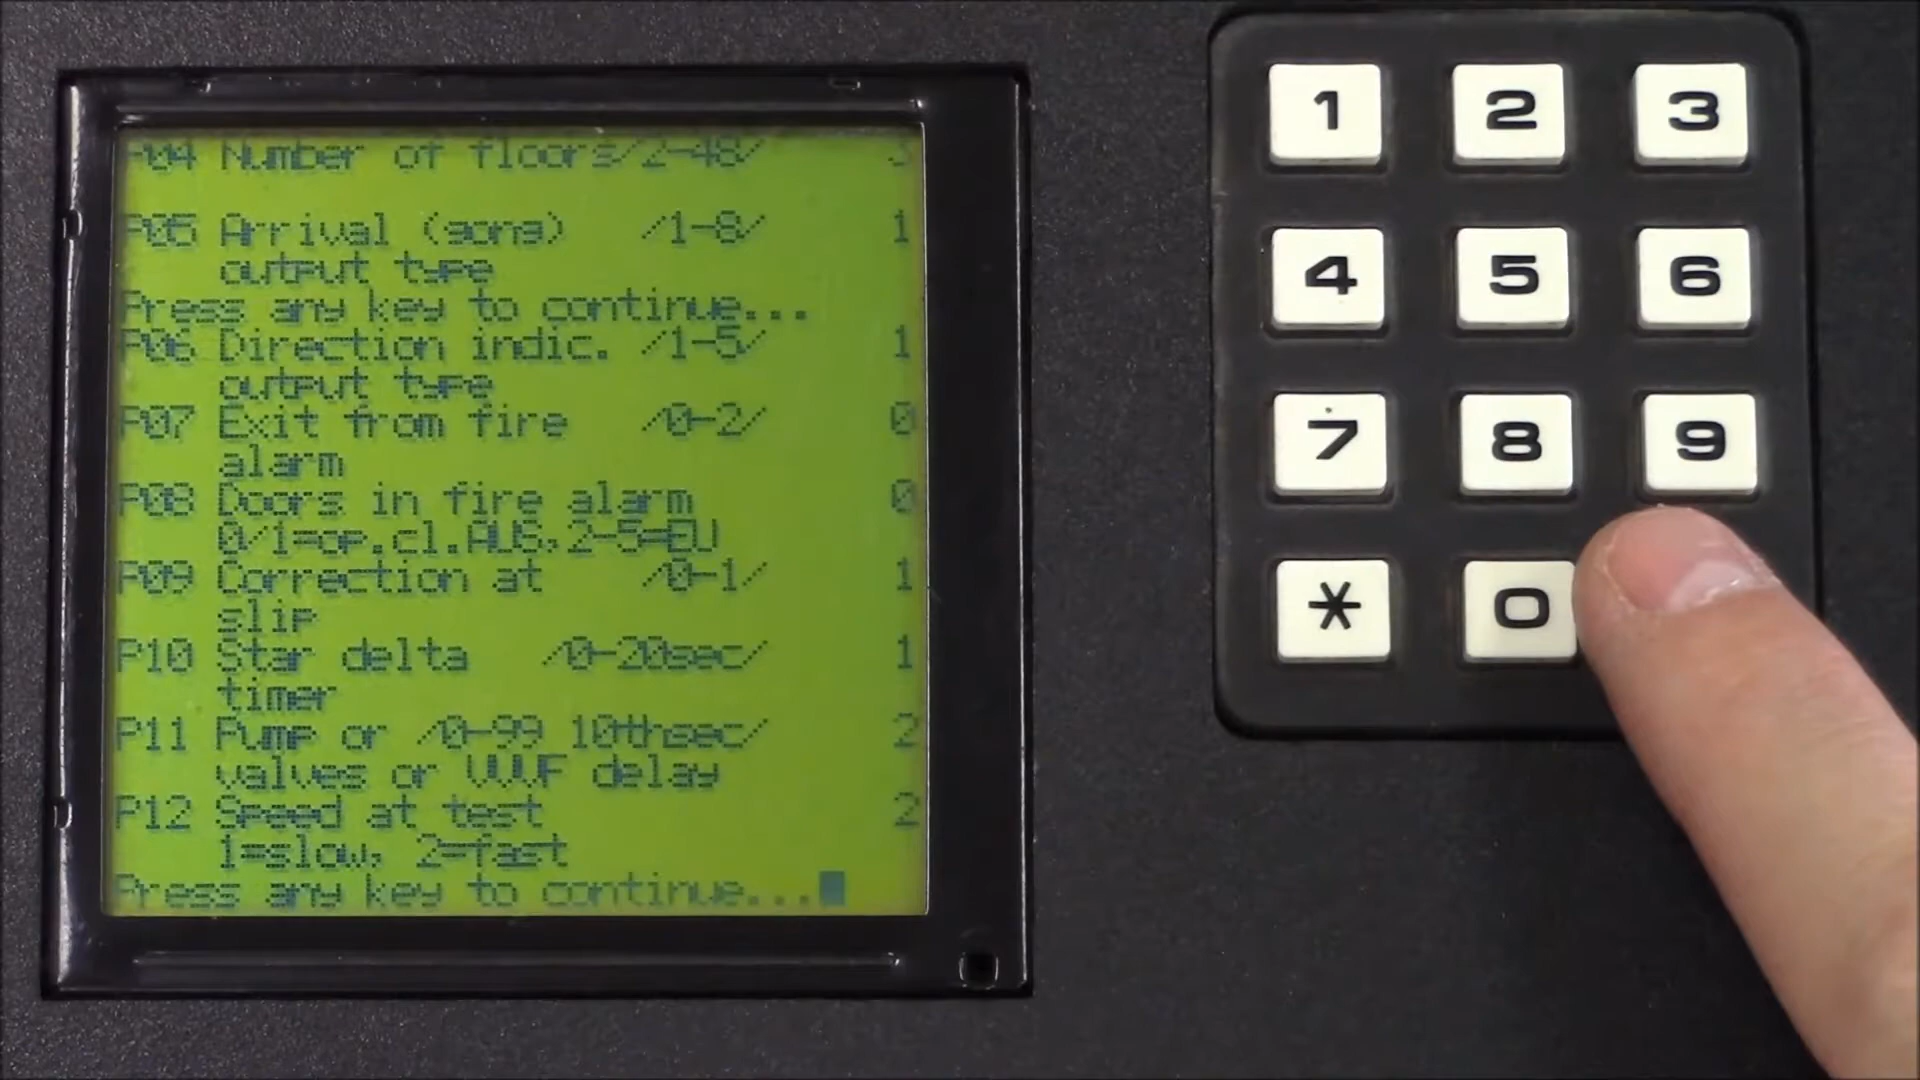 P04 Number of floors/2-48/ 3
P05 Arrival (gong) /1-8/ 1
output type
Press any key to continue...
P06 Direction indic. /1-5/ 1
output type
P07 Exit from fire /0-2/ 0
alarm
P08 Doors in fire alarm 0
0/1=op.cl.AUS,2-5=EU
P09 Correction at /0-1/ 1
slip
P10 Star delta /0-20sec/ 1
timer
P11 Pump or /0-99 10thsec/ 2
valves or VVVF delay
P12 Speed at test 2
1=slow, 2=fast
Press any key to continue...
1 2 3
4 5 6
7 8 9
* 0